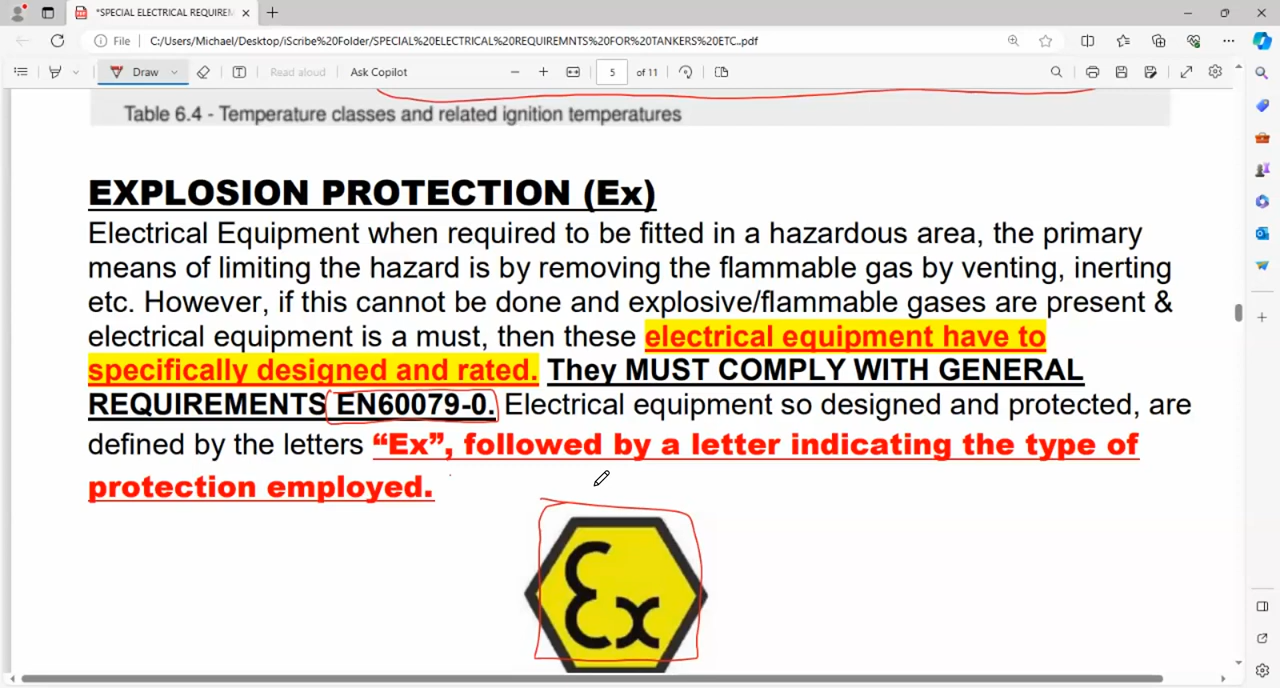 *SPECIAL ELECTRICAL REQUIREM
File C:/Users/Michael/Desktop/iScribe%20Folder/SPECIAL%20ELECTRICAL%20REQUIREMNTS%20FOR%20TANKERS%20ETC..pdf
Draw Read aloud Ask Copilot 5 of 11
Table 6.4 - Temperature classes and related ignition temperatures
EXPLOSION PROTECTION (Ex)
Electrical Equipment when required to be fitted in a hazardous area, the primary
means of limiting the hazard is by removing the flammable gas by venting, inerting
etc. However, if this cannot be done and explosive/flammable gases are present &
electrical equipment is a must, then these electrical equipment have to
specifically designed and rated. They MUST COMPLY WITH GENERAL
REQUIREMENTS EN60079-0. Electrical equipment so designed and protected, are
defined by the letters “Ex”, followed by a letter indicating the type of
protection employed.
Ex